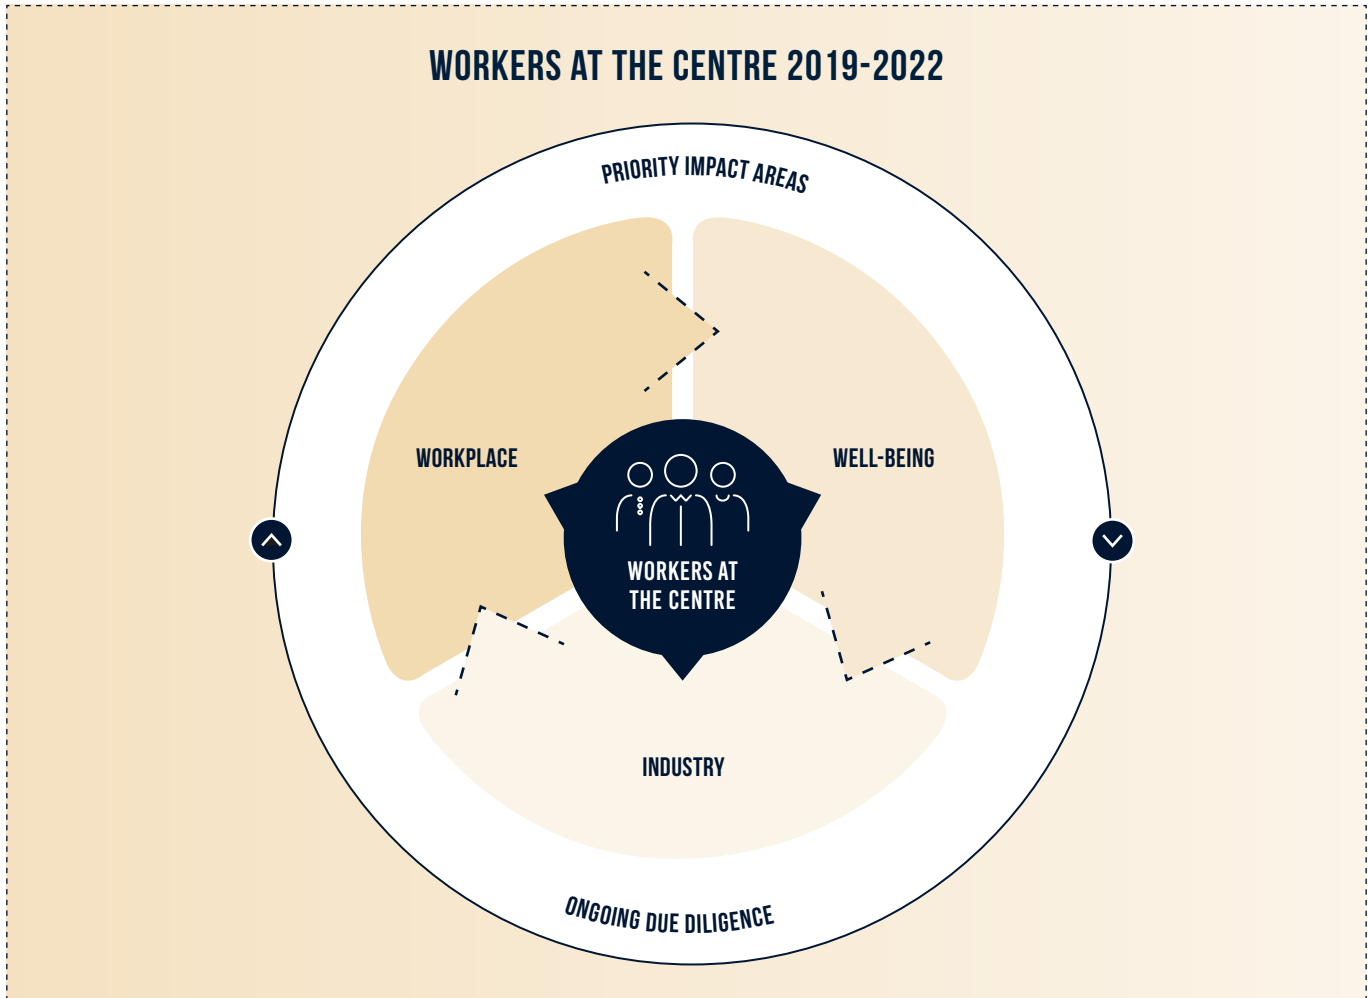 WORKERS AT THE CENTRE 2019-2022
PRIORITY IMPACT AREAS
WORKPLACE
WELL-BEING
WORKERS AT
THE CENTRE
INDUSTRY
ONGOING DUE DILIGENCE